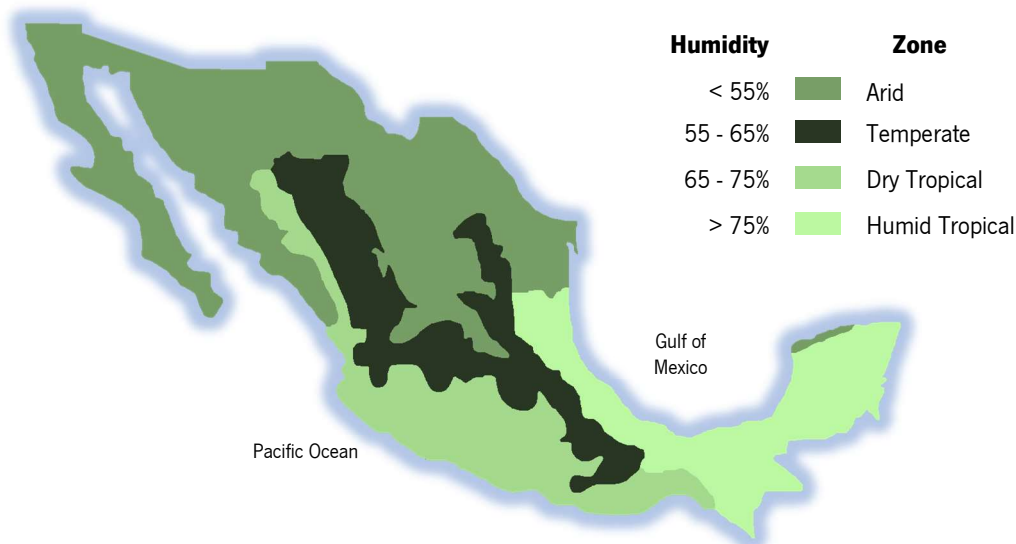 Humidity Zone
< 55% Arid
55 - 65% Temperate
65 - 75% Dry Tropical
> 75% Humid Tropical
Gulf of
Mexico
Pacific Ocean